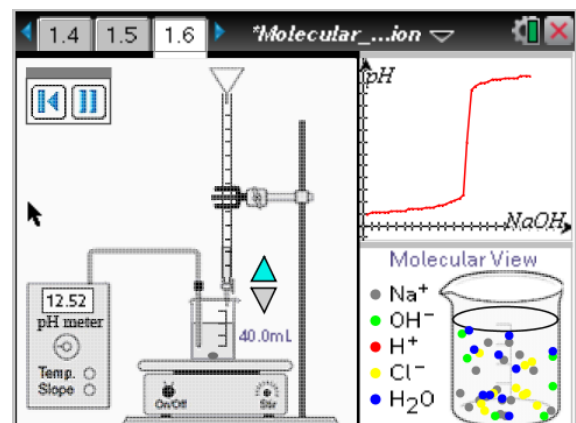 1.4 1.5 1.6 *Molecular_...ion
pH
NaOH
12.52
pH meter
Temp.
Slope
40.0mL
On/Off
Stir
Molecular View
Na⁺
OH⁻
H⁺
Cl⁻
H₂O